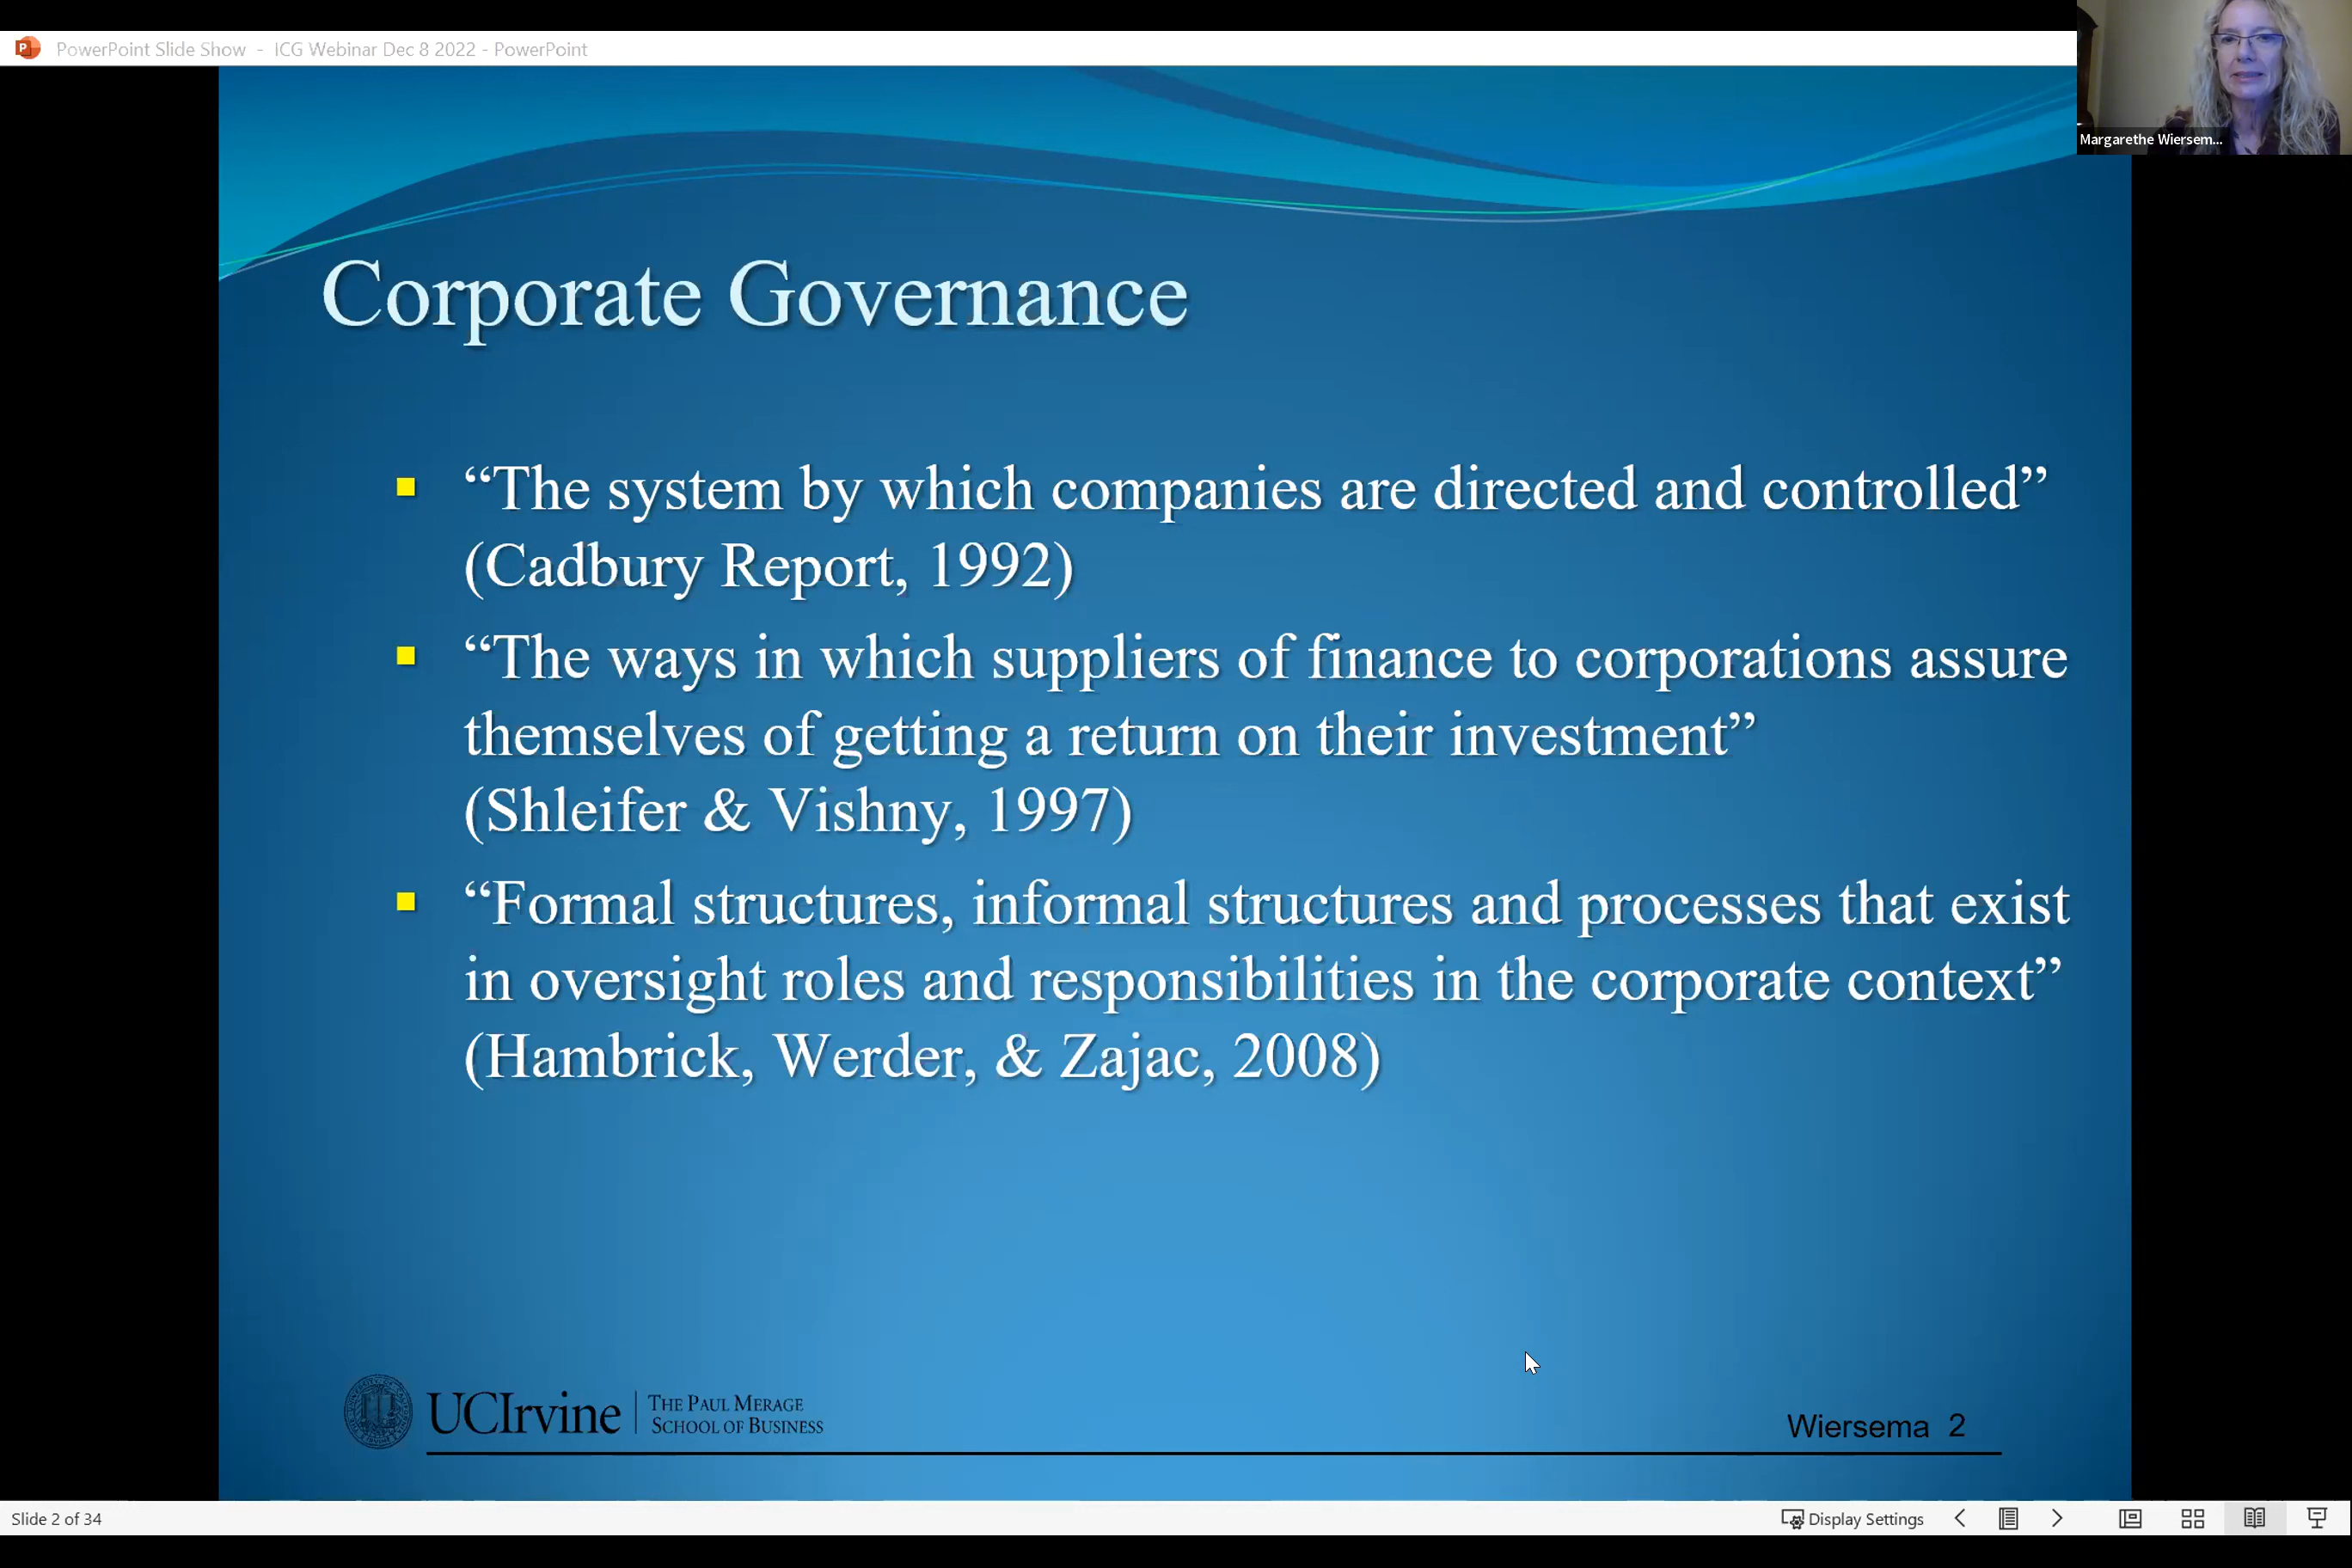 PowerPoint Slide Show - ICG Webinar Dec 8 2022 - PowerPoint
Margarethe Wiersem...
Corporate Governance
“The system by which companies are directed and controlled”
(Cadbury Report, 1992)
“The ways in which suppliers of finance to corporations assure
themselves of getting a return on their investment”
(Shleifer & Vishny, 1997)
“Formal structures, informal structures and processes that exist
in oversight roles and responsibilities in the corporate context”
(Hambrick, Werder, & Zajac, 2008)
UCIrvine
The Paul Merage
School of Business
Wiersema 2
Slide 2 of 34
Display Settings